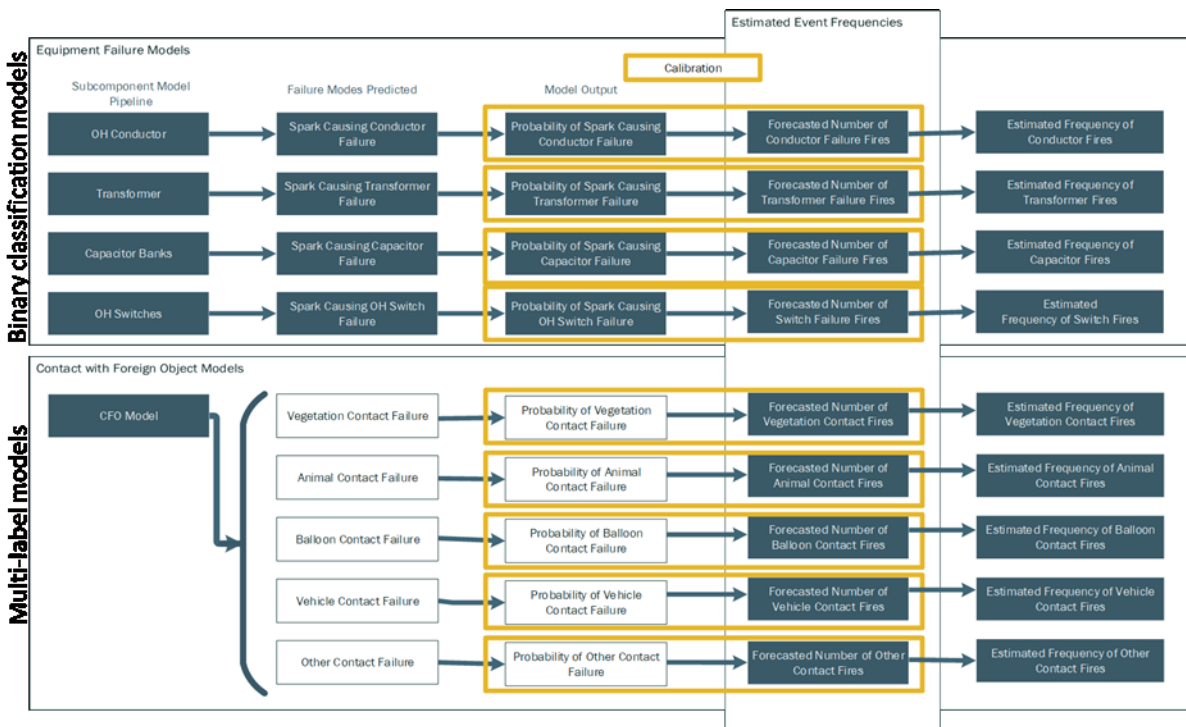 Estimated Event Frequencies
Binary classification models
Equipment Failure Models
Calibration
Subcomponent Model
Pipeline
Failure Modes Predicted
Model Output
OH Conductor
Spark Causing Conductor
Failure
Probability of Spark Causing
Conductor Failure
Forecasted Number of
Conductor Failure Fires
Estimated Frequency of
Conductor Fires
Transformer
Spark Causing Transformer
Failure
Probability of Spark Causing
Transformer Failure
Forecasted Number of
Transformer Failure Fires
Estimated Frequency of
Transformer Fires
Capacitor Banks
Spark Causing Capacitor
Failure
Probability of Spark Causing
Capacitor Failure
Forecasted Number of
Capacitor Failure Fires
Estimated Frequency of
Capacitor Fires
OH Switches
Spark Causing OH Switch
Failure
Probability of Spark Causing
OH Switch Failure
Forecasted Number of
Switch Failure Fires
Estimated
Frequency of Switch Fires
Multi-label models
Contact with Foreign Object Models
CFO Model
Vegetation Contact Failure
Probability of Vegetation
Contact Failure
Forecasted Number of
Vegetation Contact Fires
Estimated Frequency of
Vegetation Contact Fires
Animal Contact Failure
Probability of Animal
Contact Failure
Forecasted Number of
Animal Contact Fires
Estimated Frequency of Animal
Contact Fires
Balloon Contact Failure
Probability of Balloon
Contact Failure
Forecasted Number of
Balloon Contact Fires
Estimated Frequency of Balloon
Contact Fires
Vehicle Contact Failure
Probability of Vehicle
Contact Failure
Forecasted Number of
Vehicle Contact Fires
Estimated Frequency of Vehicle
Contact Fires
Other Contact Failure
Probability of Other Contact
Failure
Forecasted Number of Other
Contact Fires
Estimated Frequency of Other
Contact Fires